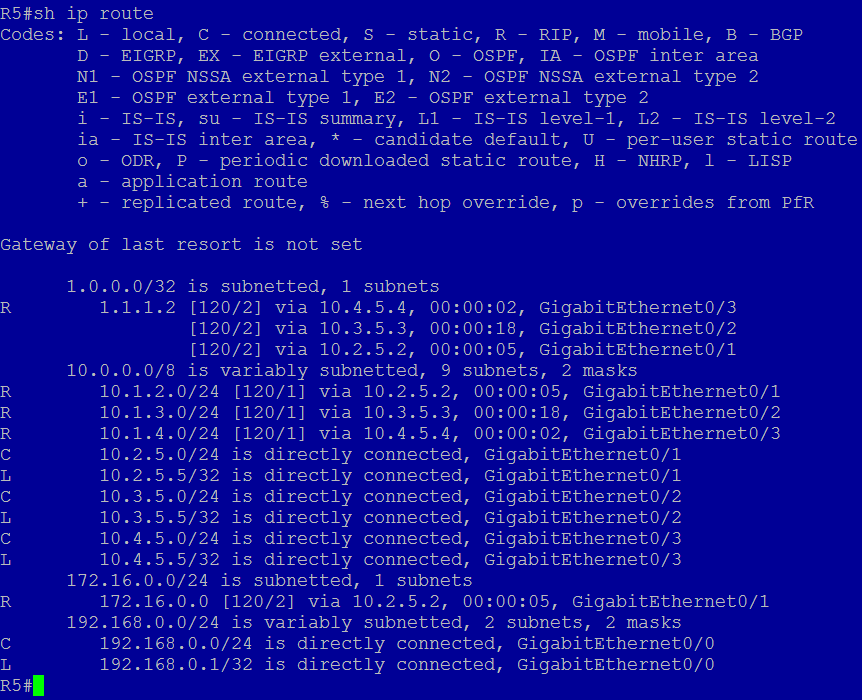 R5#sh ip route
Codes: L - local, C - connected, S - static, R - RIP, M - mobile, B - BGP
       D - EIGRP, EX - EIGRP external, O - OSPF, IA - OSPF inter area
       N1 - OSPF NSSA external type 1, N2 - OSPF NSSA external type 2
       E1 - OSPF external type 1, E2 - OSPF external type 2
       i - IS-IS, su - IS-IS summary, L1 - IS-IS level-1, L2 - IS-IS level-2
       ia - IS-IS inter area, * - candidate default, U - per-user static route
       o - ODR, P - periodic downloaded static route, H - NHRP, l - LISP
       a - application route
       + - replicated route, % - next hop override, p - overrides from PfR

Gateway of last resort is not set

      1.0.0.0/32 is subnetted, 1 subnets
R        1.1.1.2 [120/2] via 10.4.5.4, 00:00:02, GigabitEthernet0/3
                 [120/2] via 10.3.5.3, 00:00:18, GigabitEthernet0/2
                 [120/2] via 10.2.5.2, 00:00:05, GigabitEthernet0/1
      10.0.0.0/8 is variably subnetted, 9 subnets, 2 masks
R        10.1.2.0/24 [120/1] via 10.2.5.2, 00:00:05, GigabitEthernet0/1
R        10.1.3.0/24 [120/1] via 10.3.5.3, 00:00:18, GigabitEthernet0/2
R        10.1.4.0/24 [120/1] via 10.4.5.4, 00:00:02, GigabitEthernet0/3
C        10.2.5.0/24 is directly connected, GigabitEthernet0/1
L        10.2.5.5/32 is directly connected, GigabitEthernet0/1
C        10.3.5.0/24 is directly connected, GigabitEthernet0/2
L        10.3.5.5/32 is directly connected, GigabitEthernet0/2
C        10.4.5.0/24 is directly connected, GigabitEthernet0/3
L        10.4.5.5/32 is directly connected, GigabitEthernet0/3
      172.16.0.0/24 is subnetted, 1 subnets
R        172.16.0.0 [120/2] via 10.2.5.2, 00:00:05, GigabitEthernet0/1
      192.168.0.0/24 is variably subnetted, 2 subnets, 2 masks
C        192.168.0.0/24 is directly connected, GigabitEthernet0/0
L        192.168.0.1/32 is directly connected, GigabitEthernet0/0
R5#